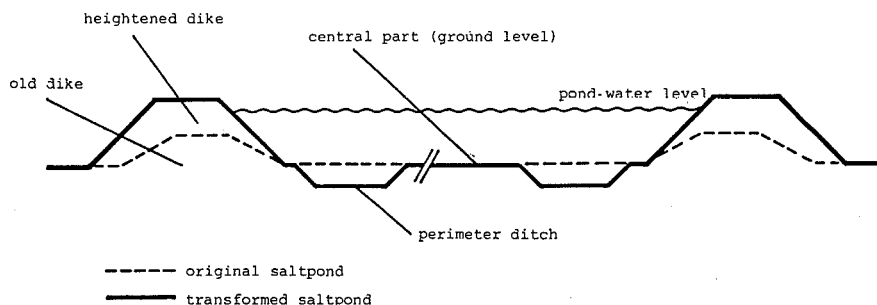 heightened dike
central part (ground level)
old dike
pond-water level
perimeter ditch
original saltpond
transformed saltpond